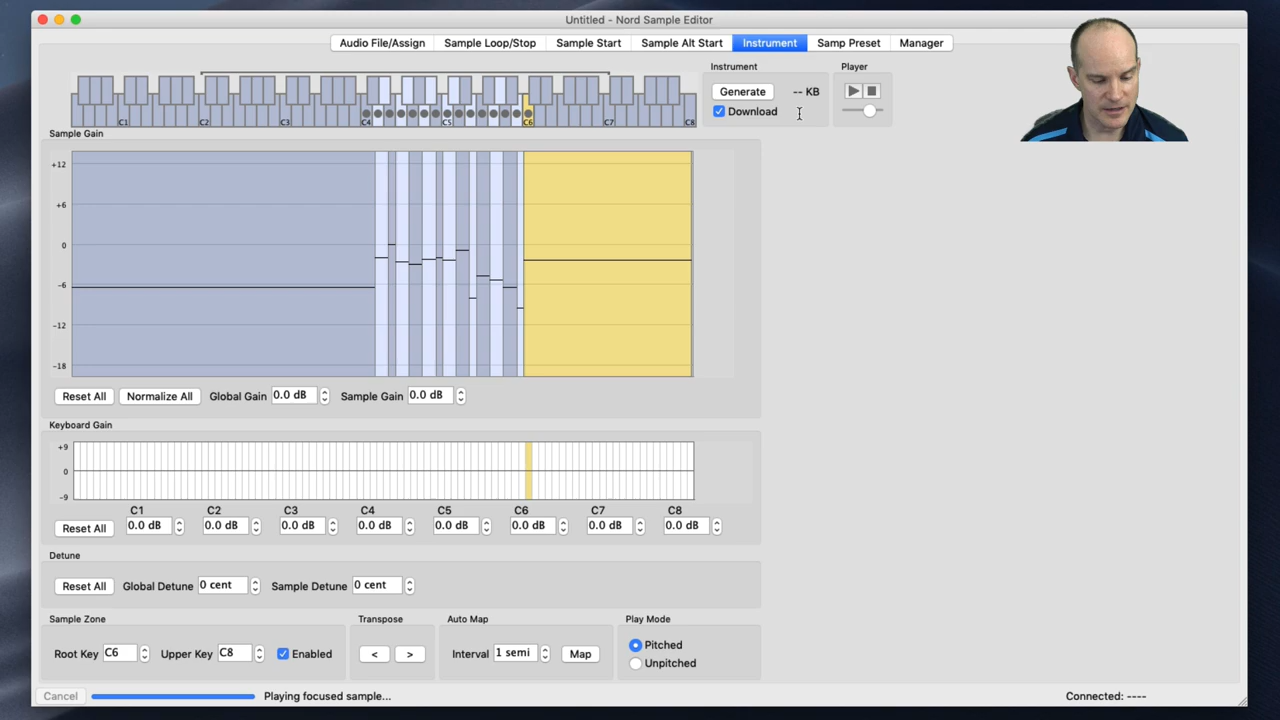 Untitled - Nord Sample Editor
Audio File/Assign Sample Loop/Stop Sample Start Sample Alt Start Instrument Samp Preset Manager
Instrument Player
Generate -- KB
Download
C1 C2 C3 C4 C5 C6 C7 C8
Sample Gain
+12
+6
0
-6
-12
-18
Reset All Normalize All Global Gain 0.0 dB Sample Gain 0.0 dB
Keyboard Gain
+9
0
-9
C1 C2 C3 C4 C5 C6 C7 C8
Reset All 0.0 dB 0.0 dB 0.0 dB 0.0 dB 0.0 dB 0.0 dB 0.0 dB 0.0 dB
Detune
Reset All Global Detune 0 cent Sample Detune 0 cent
Sample Zone Transpose Auto Map Play Mode
Root Key C6 Upper Key C8 Enabled < > Interval 1 semi Map Pitched
Unpitched
Cancel Playing focused sample... Connected: ----